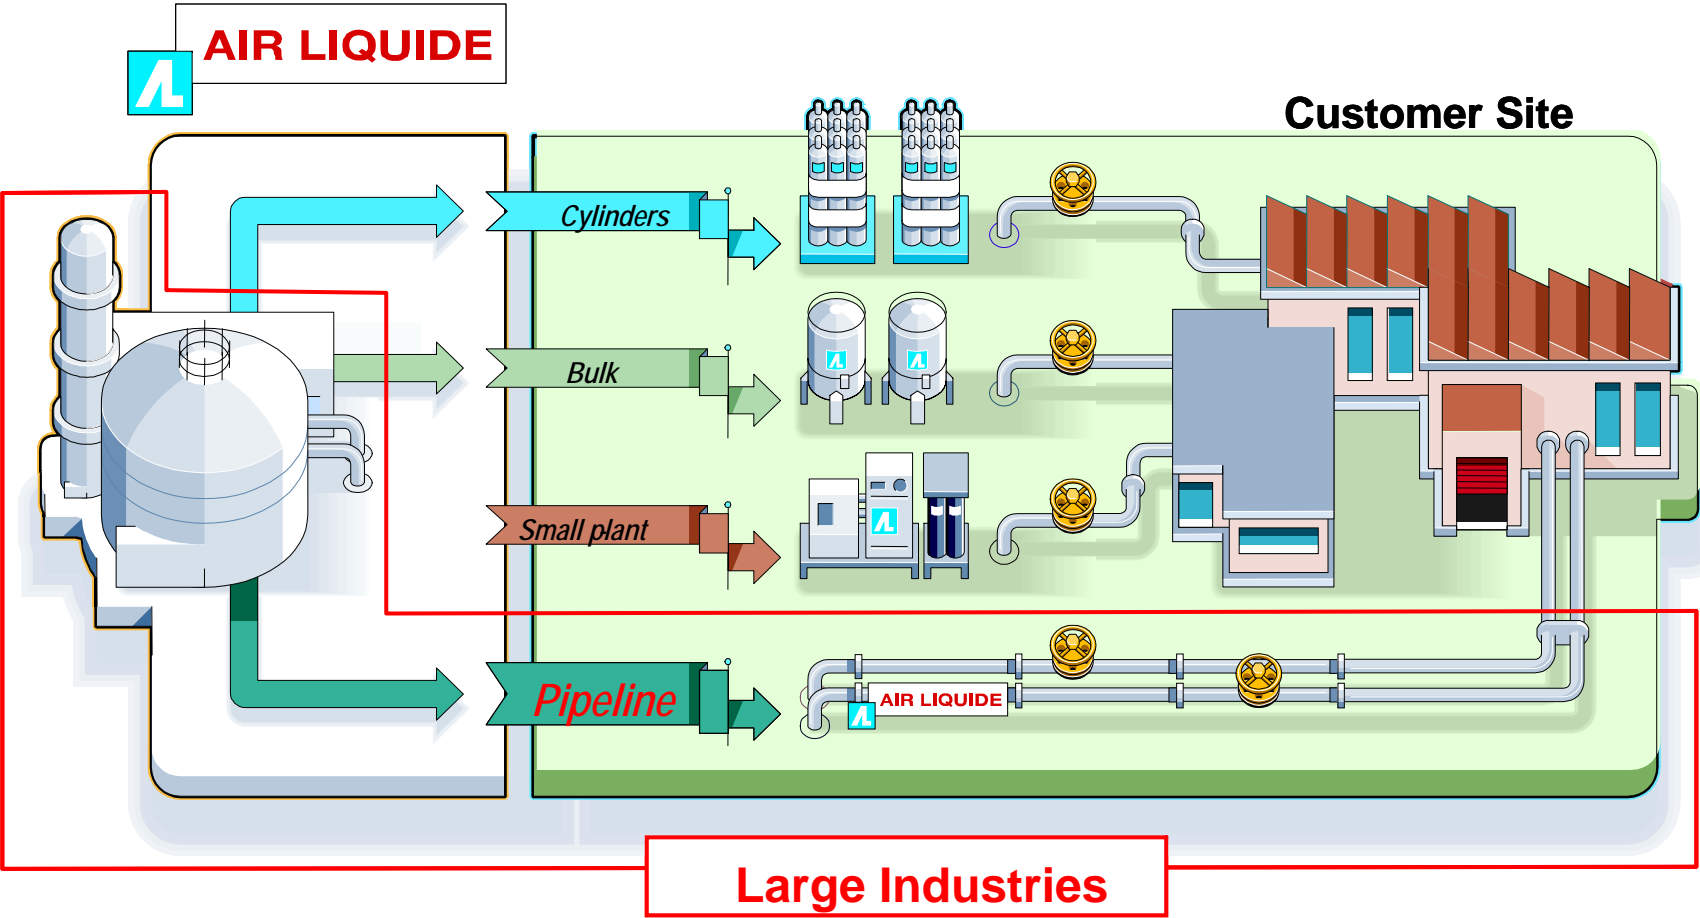 AIR LIQUIDE
Customer Site
Cylinders
Bulk
Small plant
Pipeline
AIR LIQUIDE
Large Industries